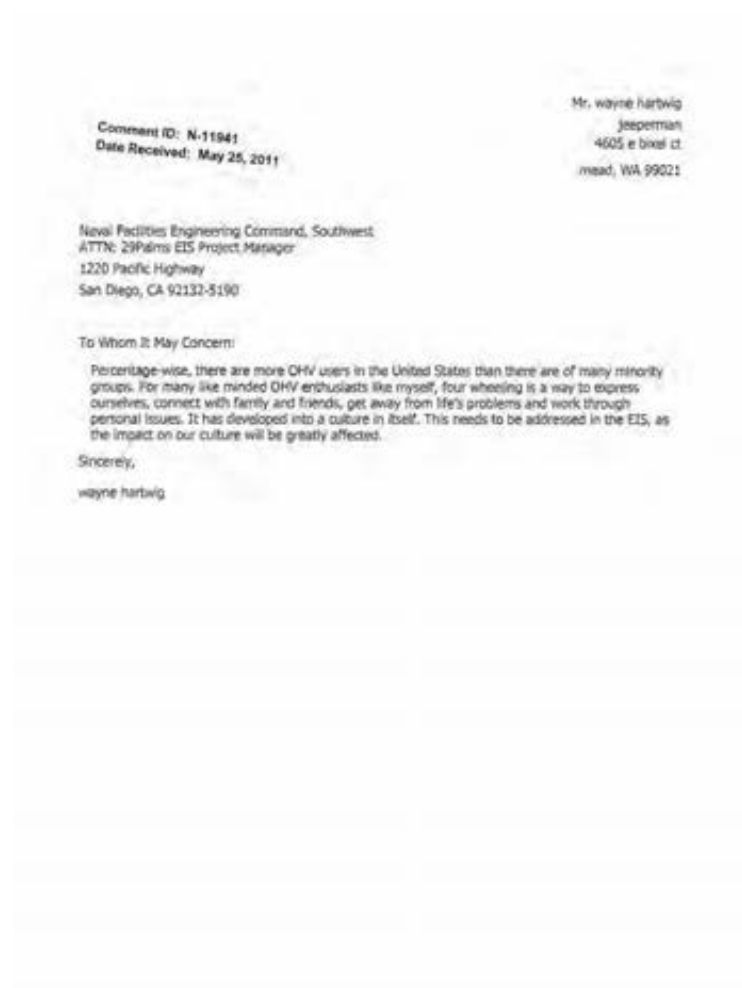 Mr. wayne hartwig
jeeperman
4605 e bixel ct
mead, WA 99021
Comment ID: N-11941
Date Received: May 25, 2011
Naval Facilities Engineering Command, Southwest
ATTN: 29Palms EIS Project Manager
1220 Pacific Highway
San Diego, CA 92132-5190
To Whom It May Concern:
Percentage-wise, there are more OHV users in the United States than there are of many minority
groups. For many like minded OHV enthusiasts like myself, four wheeling is a way to express
ourselves, connect with family and friends, get away from life's problems and work through
personal issues. It has developed into a culture in itself. This needs to be addressed in the EIS, as
the impact on our culture will be greatly affected.
Sincerely,
wayne hartwig